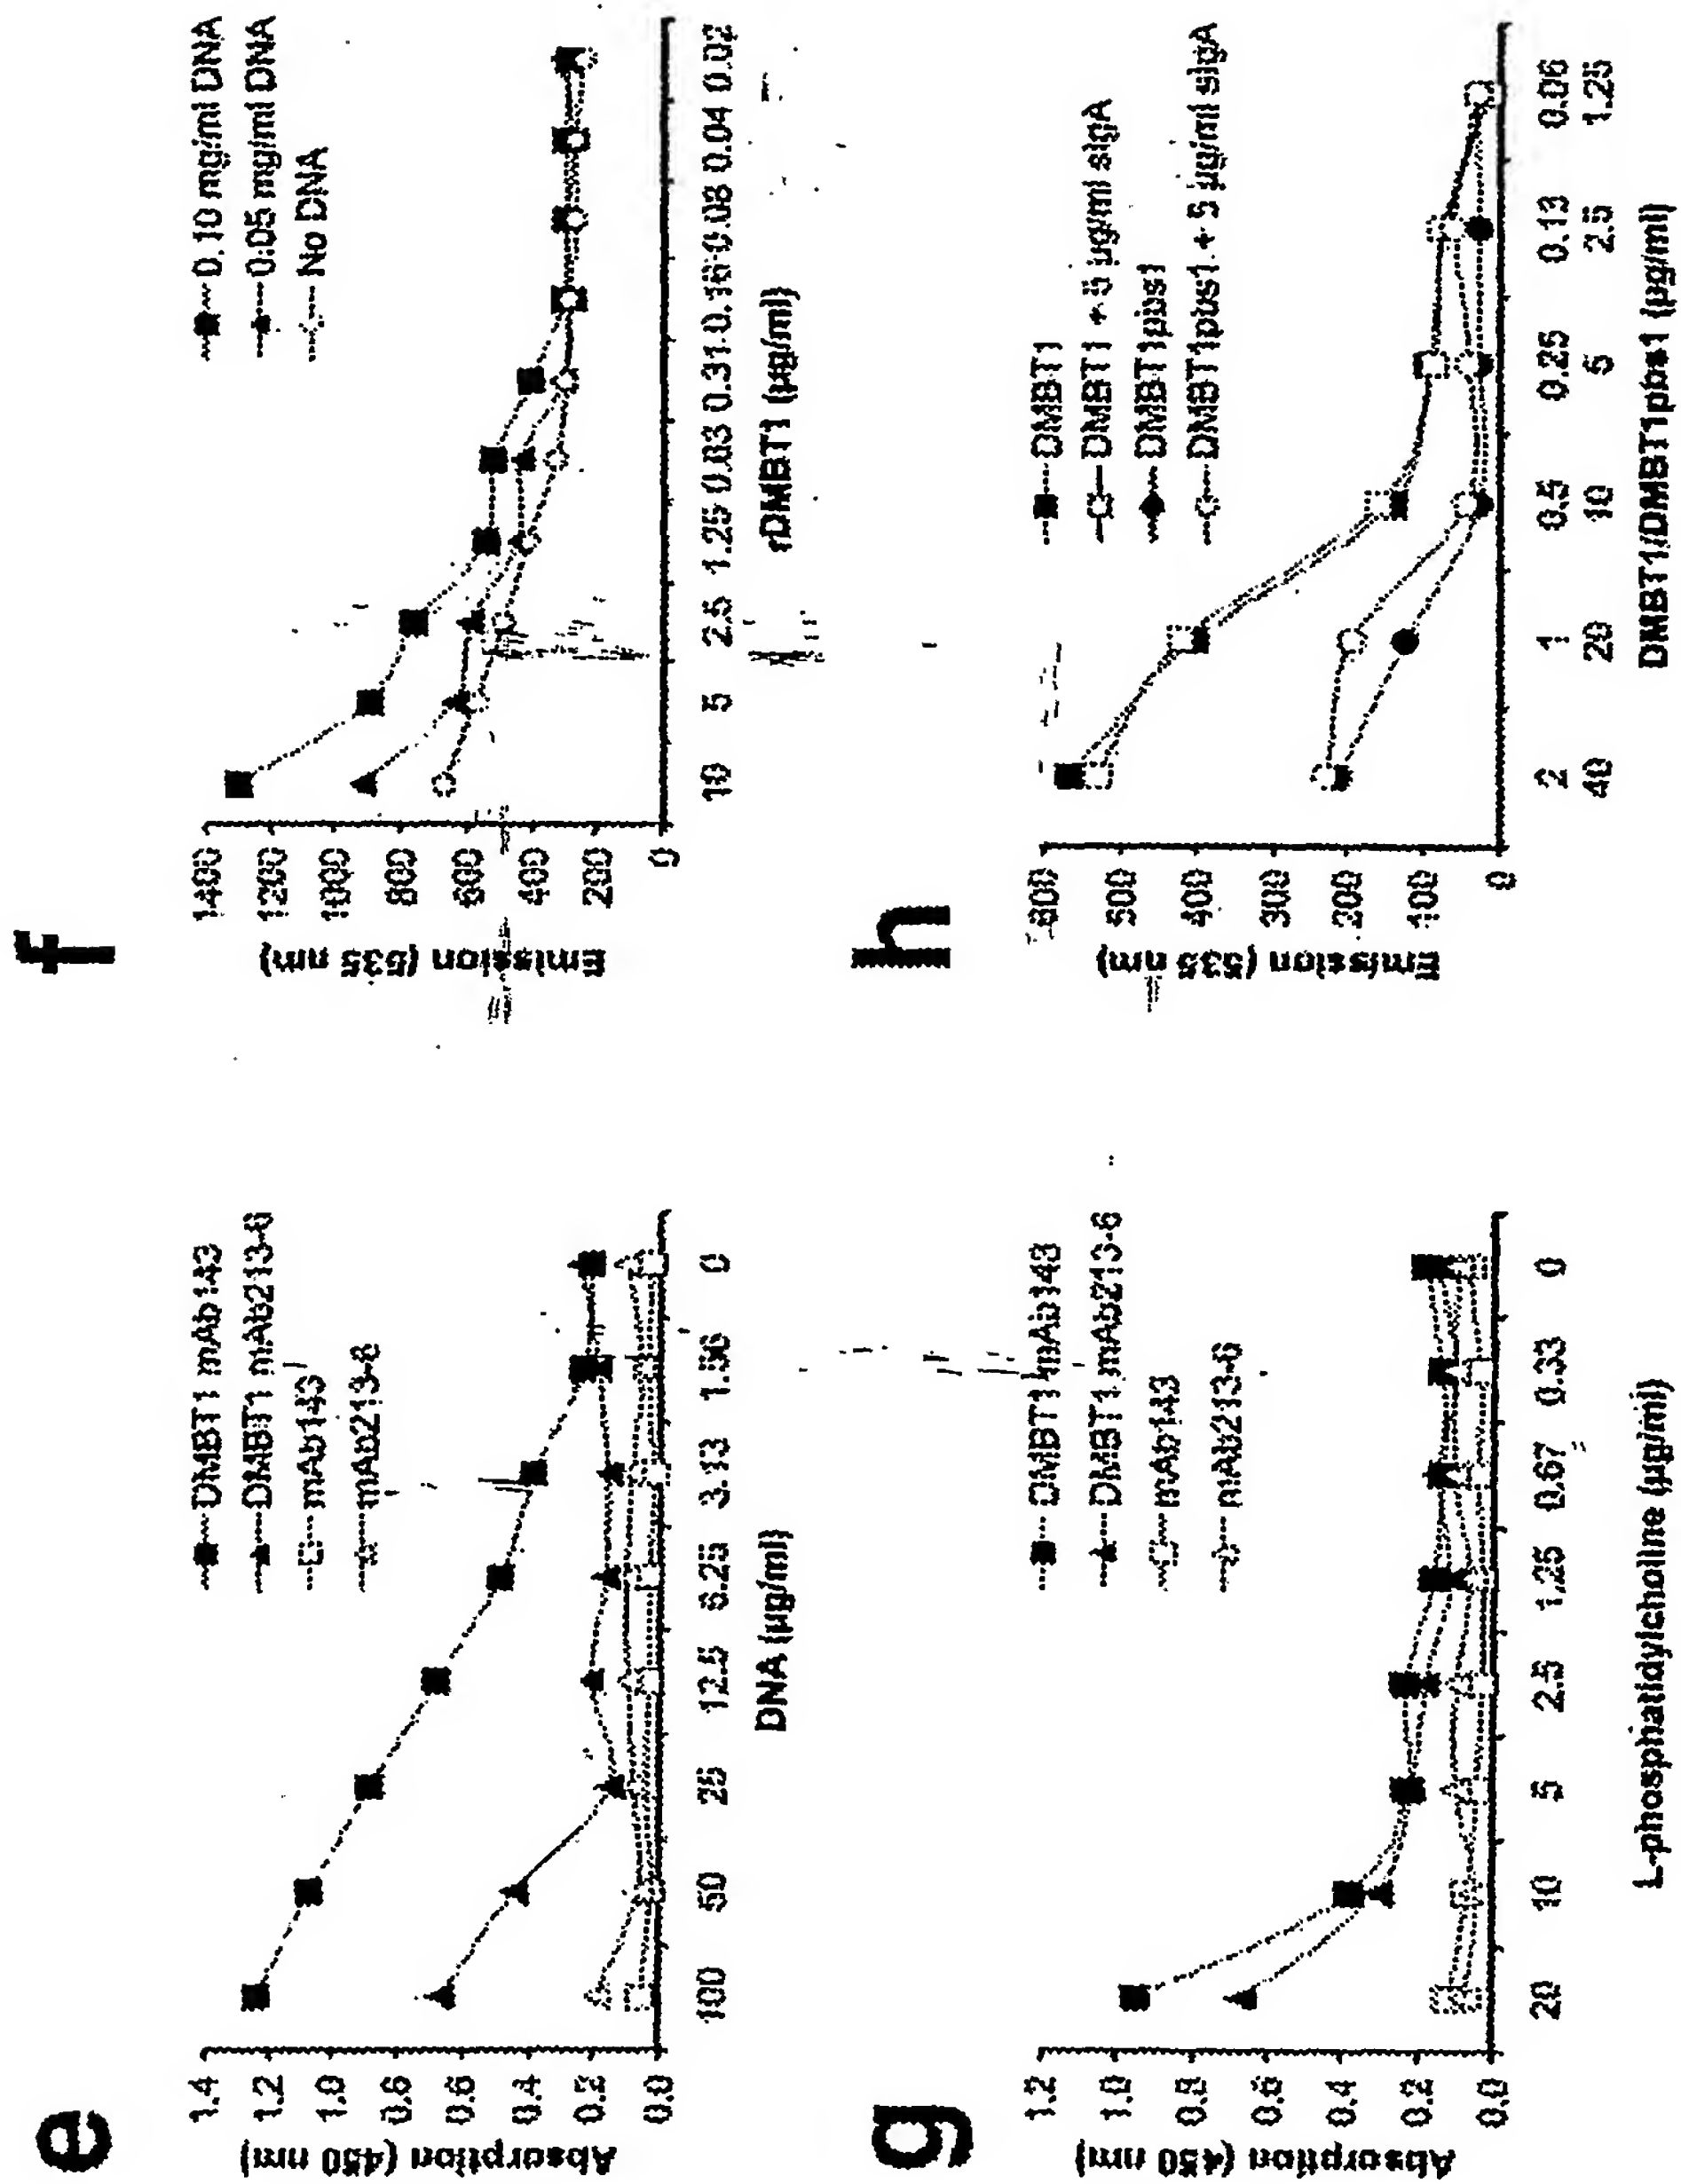 e
Absorption (450 nm)
1.4
1.2
1.0
0.8
0.6
0.4
0.2
0.0
100 50 25 12.5 6.25 3.13 1.56 0
DNA (µg/ml)
DMBT1 mAb143
DMBT1 mAb213-6
mAb143
mAb213-6
f
Emission (535 nm)
1400
1200
1000
800
600
400
200
0
10 5 2.5 1.25 0.63 0.31 0.16 0.08 0.04 0.02
rDMBT1 (µg/ml)
0.10 mg/ml DNA
0.05 mg/ml DNA
No DNA
g
Absorption (450 nm)
1.2
1.0
0.8
0.6
0.4
0.2
0.0
20 10 5 2.5 1.25 0.67 0.33 0
L-phosphatidylcholine (µg/ml)
DMBT1 mAb143
DMBT1 mAb213-6
mAb143
mAb213-6
h
Emission (535 nm)
600
500
400
300
200
100
0
2 1 0.5 0.25 0.13 0.06
40 20 10 5 2.5 1.25
DMBT1/DMBT1pbs1 (µg/ml)
DMBT1
DMBT1 + 5 µg/ml sIgA
DMBT1pbs1
DMBT1pbs1 + 5 µg/ml sIgA